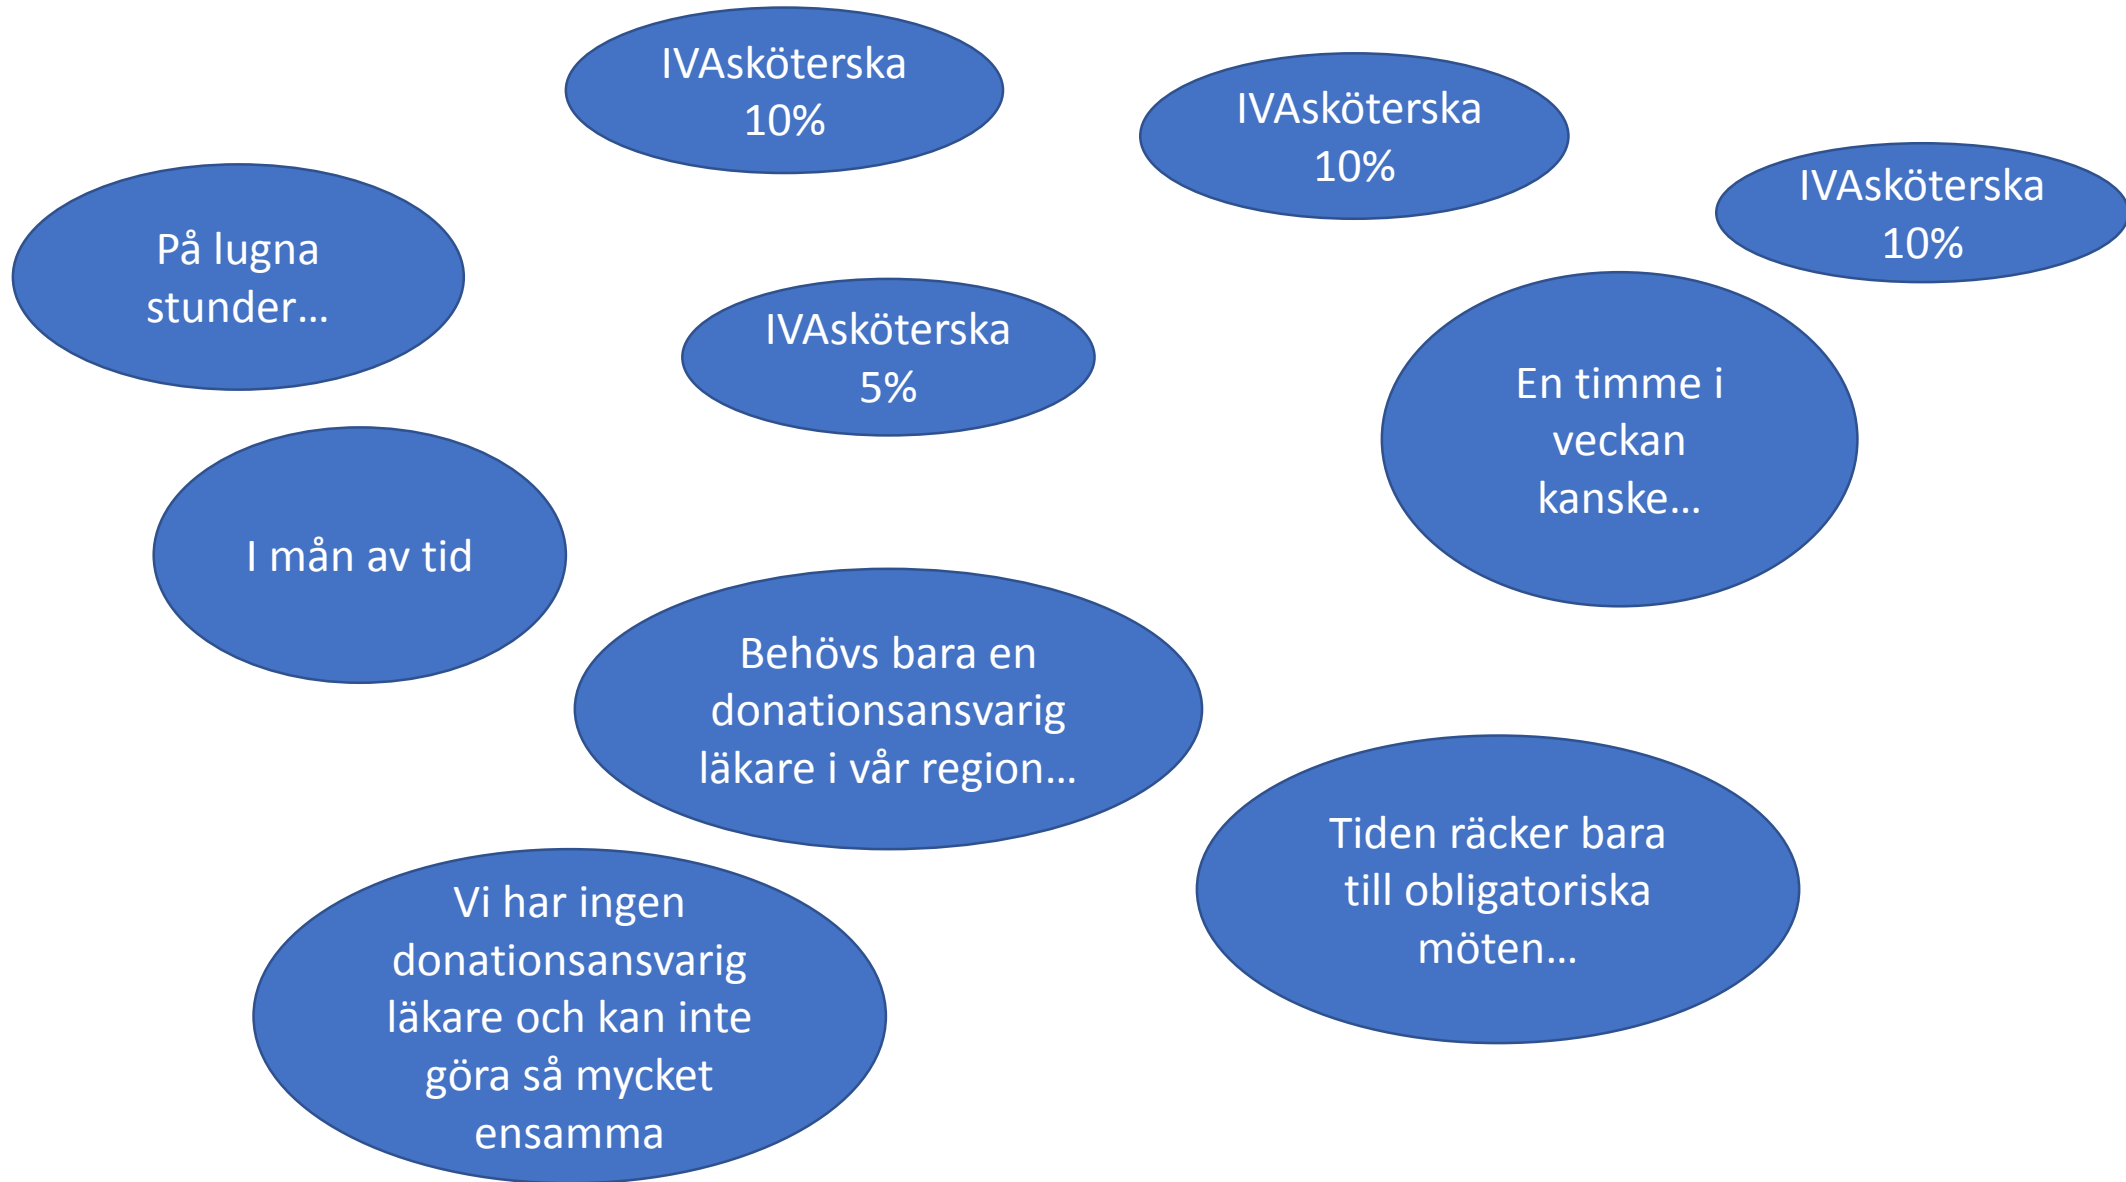 IVAsköterska
10%
IVAsköterska
10%
IVAsköterska
10%
På lugna
stunder...
IVAsköterska
5%
En timme i
veckan
kanske...
I mån av tid
Behövs bara en
donationsansvarig
läkare i vår region...
Tiden räcker bara
till obligatoriska
möten...
Vi har ingen
donationsansvarig
läkare och kan inte
göra så mycket
ensamma